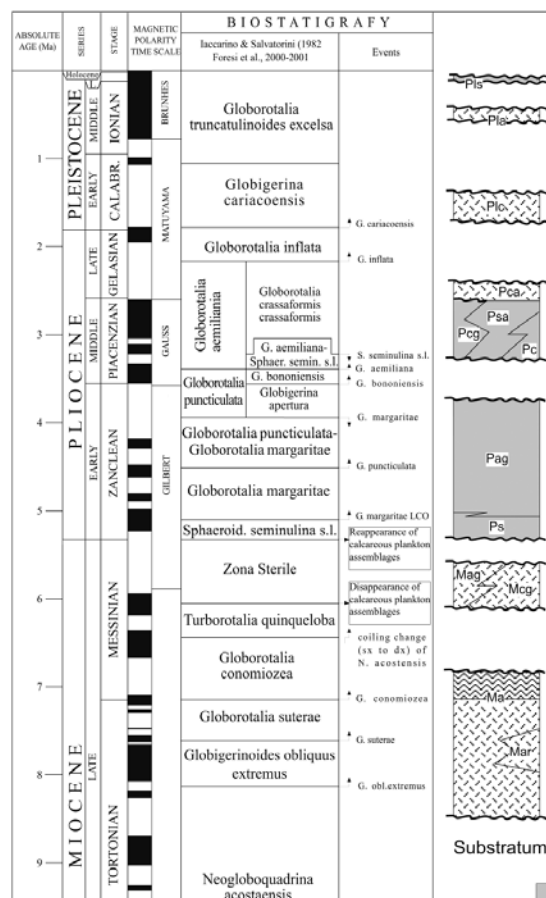 BIOSTATIGRAFY
ABSOLUTE
AGE (Ma)
SERIES
STAGE
MAGNETIC
POLARITY
TIME SCALE
Iaccarino & Salvatorini (1982
Foresi et al., 2000-2001
Events
1
2
3
4
5
6
7
8
9
PLEISTOCENE
PLIOCENE
MIOCENE
Holocene
L
MIDDLE
EARLY
LATE
MIDDLE
EARLY
LATE
IONIAN
CALABR.
GELASIAN
PIACENZIAN
ZANCLEAN
MESSINIAN
TORTONIAN
BRUNHES
MATUYAMA
GAUSS
GILBERT
Globorotalia
truncatulinoides excelsa
Globigerina
cariacoensis
Globorotalia inflata
Globorotalia
aemiliania
Globorotalia
crassaformis
crassaformis
G. aemiliana-
Sphaer. semin. s.l.
Globorotalia
puncticulata
G. bononiensis
Globigerina
apertura
Globorotalia puncticulata-
Globorotalia margaritae
Globorotalia margaritae
Sphaeroid. seminulina s.l.
Zona Sterile
Turborotalia quinqueloba
Globorotalia
conomiozea
Globorotalia suterae
Globigerinoides obliquus
extremus
Neogloboquadrina
acostaensis
G. cariacoensis
G. inflata
S. seminulina s.l.
G. aemiliana
G. bononiensis
G. margaritae
G. puncticulata
G. margaritae LCO
Reappearance of
calcareous plankton
assemblages
Disappearance of
calcareous plankton
assemblages
coiling change
(sx to dx) of
N. acostensis
G. conomiozea
G. suterae
G. obl.extremus
Pls
Pla
Plc
Pca
Psa
Pcg
Pc
Pag
Ps
Mag
Mcg
Ma
Mar
Substratum